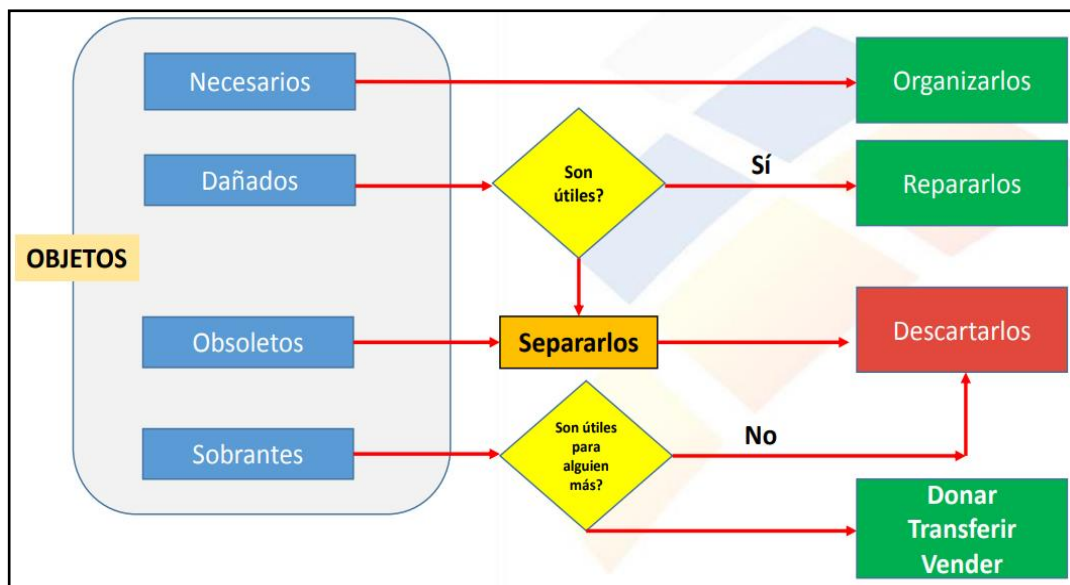 Necesarios
Organizarlos
Dañados
Son
útiles?
Sí
Repararlos
OBJETOS
Obsoletos
Separarlos
Descartarlos
Sobrantes
Son útiles
para
alguien
más?
No
Donar
Transferir
Vender